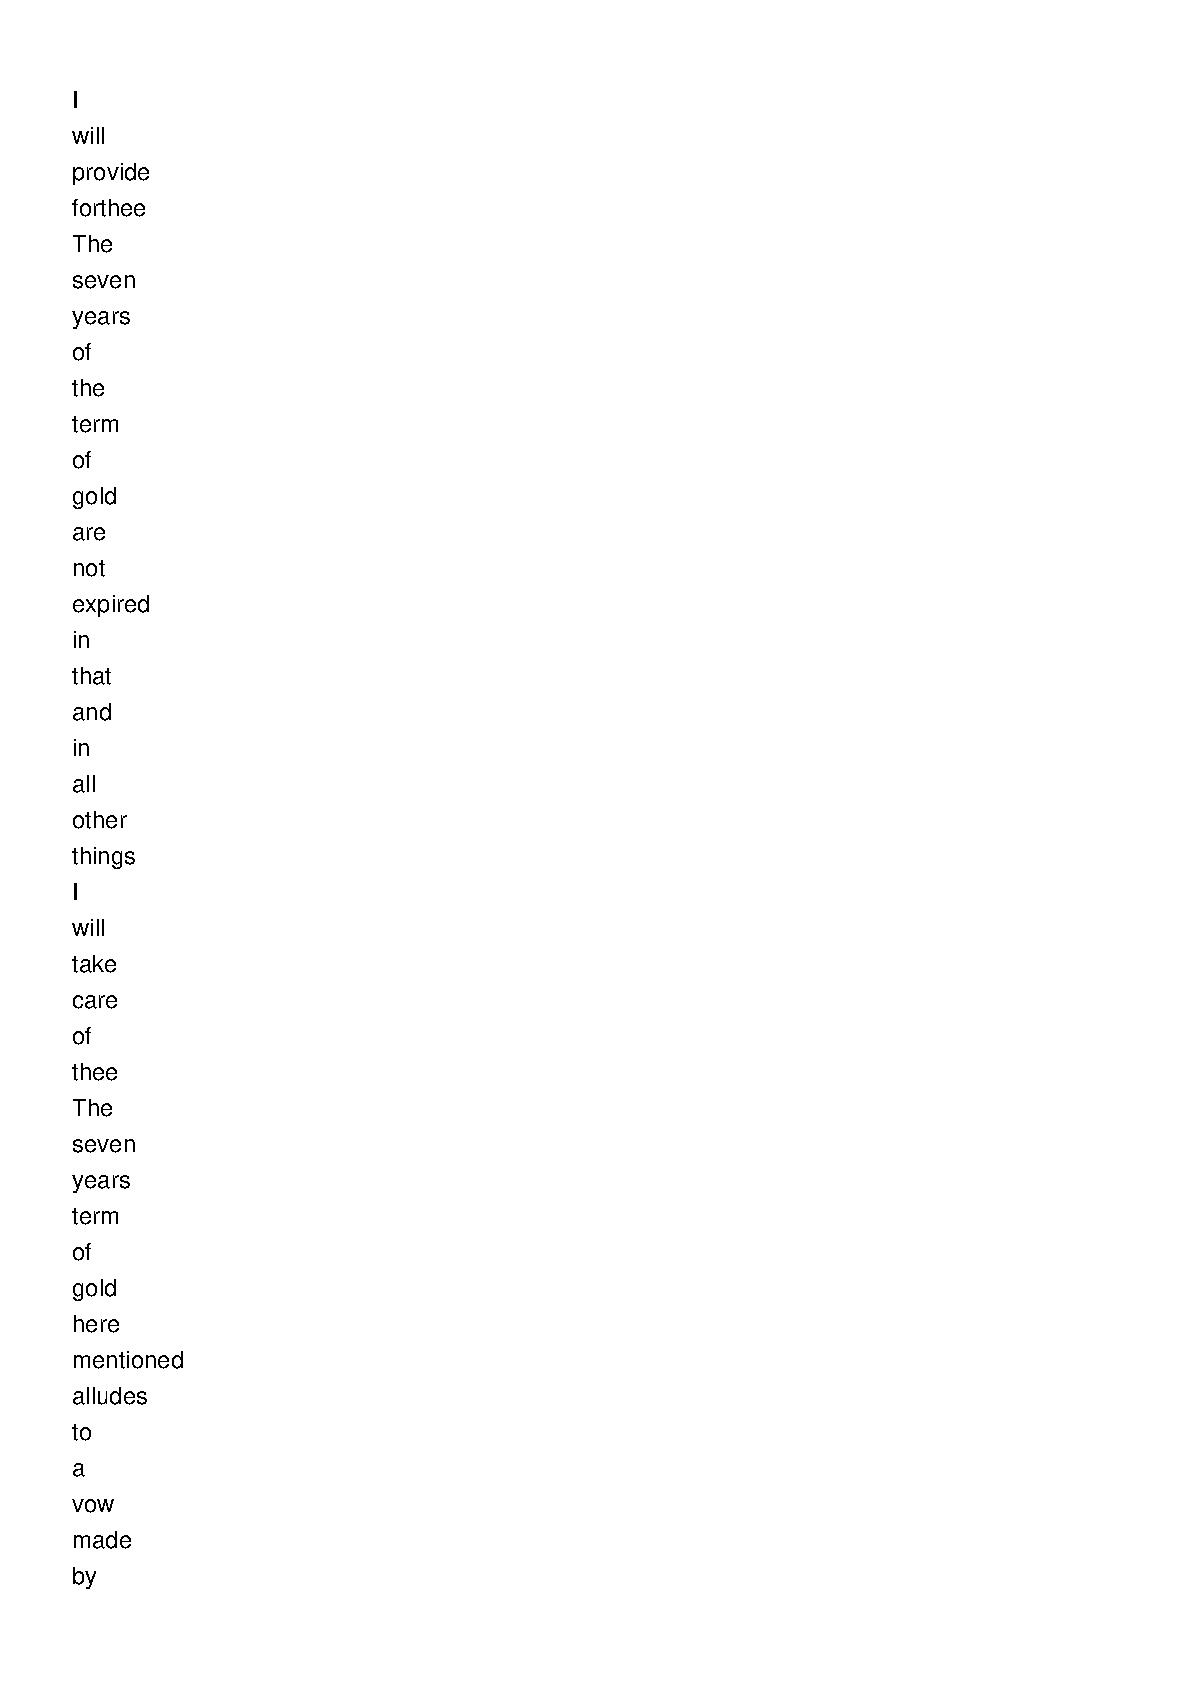 I
will
provide
forthee
The
seven
years
of
the
term
of
gold
are
not
expired
in
that
and
in
all
other
things
I
will
take
care
of
thee
The
seven
years
term
of
gold
here
mentioned
alludes
to
a
vow
made
by